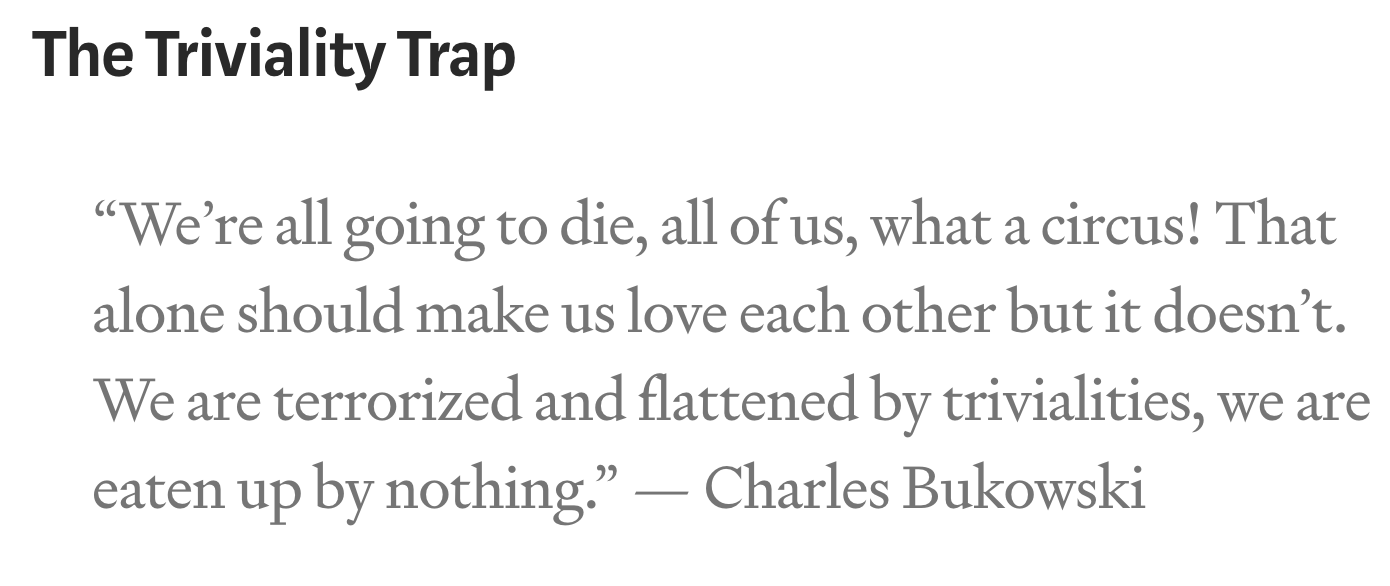 The Triviality Trap
“We’re all going to die, all of us, what a circus! That
alone should make us love each other but it doesn’t.
We are terrorized and flattened by trivialities, we are
eaten up by nothing.” — Charles Bukowski